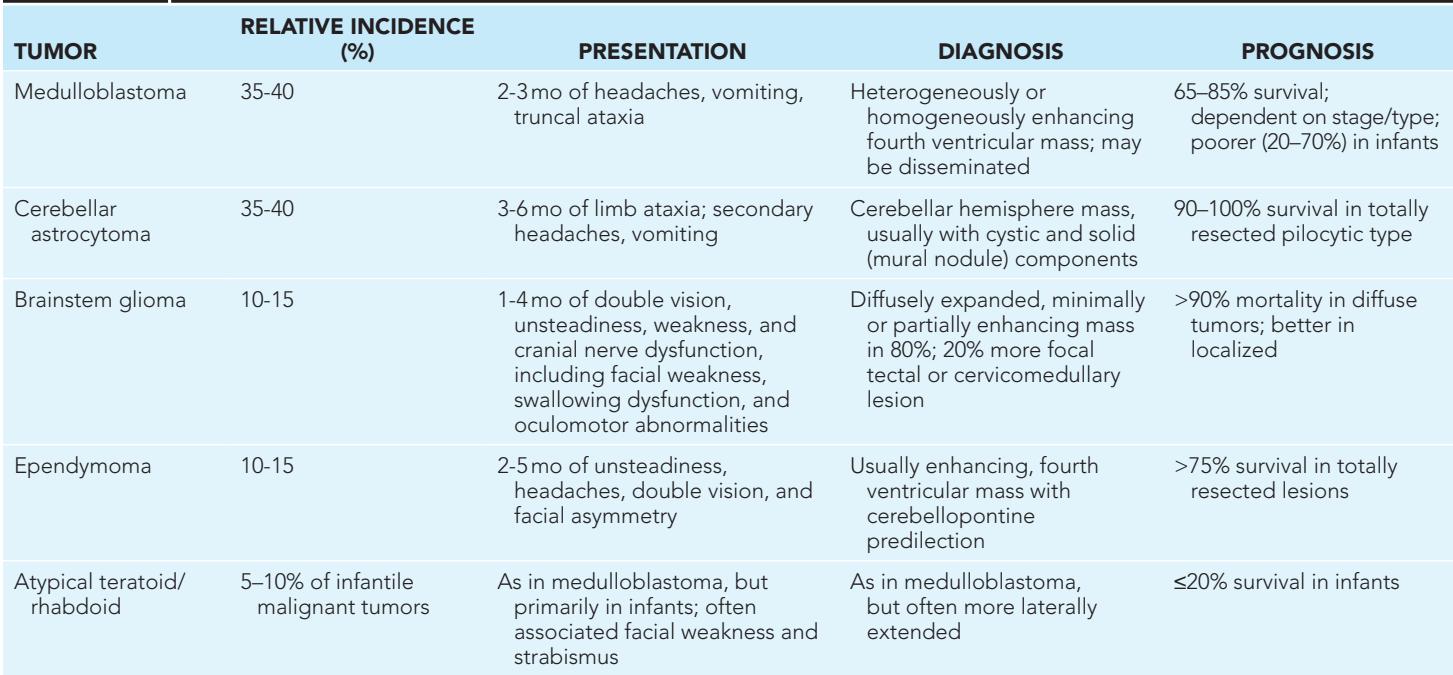 TUMOR
RELATIVE INCIDENCE
(%)
PRESENTATION
DIAGNOSIS
PROGNOSIS
Medulloblastoma
35-40
2-3 mo of headaches, vomiting,
truncal ataxia
Heterogeneously or
homogeneously enhancing
fourth ventricular mass; may
be disseminated
65–85% survival;
dependent on stage/type;
poorer (20–70%) in infants
Cerebellar
astrocytoma
35-40
3-6 mo of limb ataxia; secondary
headaches, vomiting
Cerebellar hemisphere mass,
usually with cystic and solid
(mural nodule) components
90–100% survival in totally
resected pilocytic type
Brainstem glioma
10-15
1-4 mo of double vision,
unsteadiness, weakness, and
cranial nerve dysfunction,
including facial weakness,
swallowing dysfunction, and
oculomotor abnormalities
Diffusely expanded, minimally
or partially enhancing mass
in 80%; 20% more focal
tectal or cervicomedullary
lesion
>90% mortality in diffuse
tumors; better in
localized
Ependymoma
10-15
2-5 mo of unsteadiness,
headaches, double vision, and
facial asymmetry
Usually enhancing, fourth
ventricular mass with
cerebellopontine
predilection
>75% survival in totally
resected lesions
Atypical teratoid/
rhabdoid
5–10% of infantile
malignant tumors
As in medulloblastoma, but
primarily in infants; often
associated facial weakness and
strabismus
As in medulloblastoma,
but often more laterally
extended
≤20% survival in infants